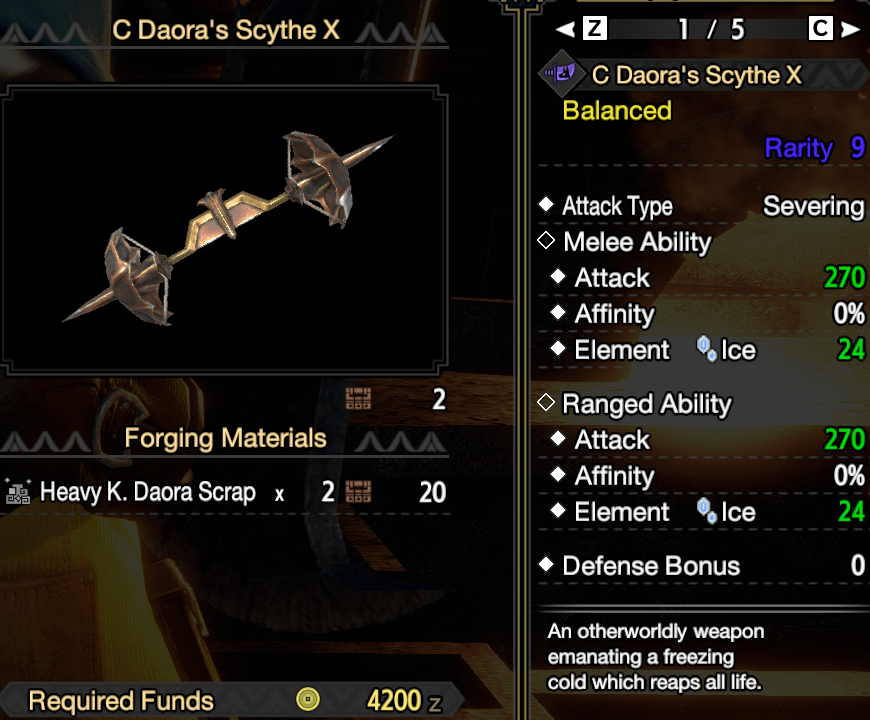 C Daora's Scythe X
2
Forging Materials
Heavy K. Daora Scrap x 2 20
Required Funds 4200 z
Z 1 / 5 C
C Daora's Scythe X
Balanced
Rarity 9
Attack Type Severing
Melee Ability
Attack 270
Affinity 0%
Element Ice 24
Ranged Ability
Attack 270
Affinity 0%
Element Ice 24
Defense Bonus 0
An otherworldly weapon
emanating a freezing
cold which reaps all life.